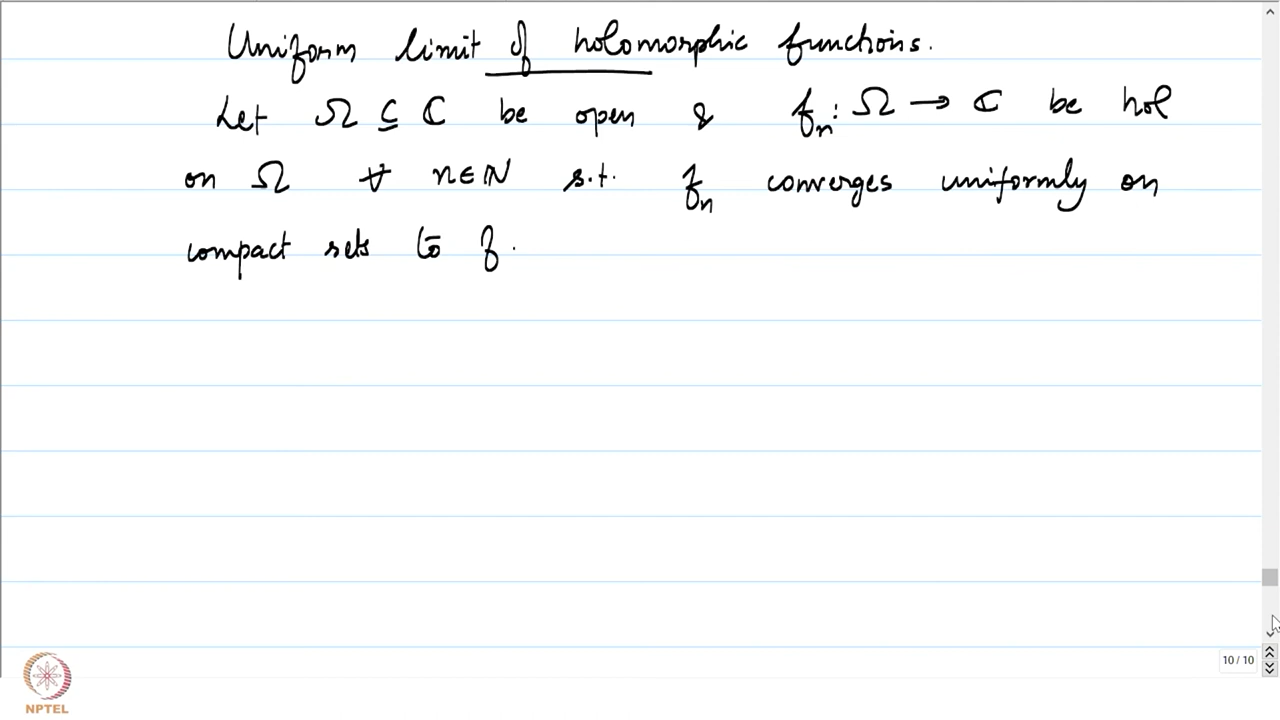 Uniform limit of holomorphic functions.
Let Ω ⊆ ℂ be open & fₙ: Ω → ℂ be hol
on Ω ∀ n∈ℕ s.t. fₙ converges uniformly on
compact sets to f.
10 / 10
NPTEL